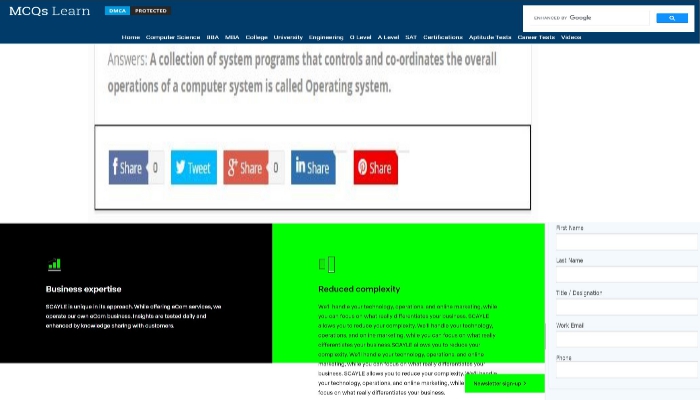 MCQs Learn
DMCA PROTECTED
ENHANCED BY Google
Home Computer Science BBA MBA College University Engineering O Level A Level SAT Certifications Aptitude Tests Career Tests Videos
Answers: A collection of system programs that controls and co-ordinates the overall
operations of a computer system is called Operating system.
f Share 0 Tweet g+ Share 0 in Share Share
Business expertise
SCAYLE is unique in its approach. While offering eCom services, we
operate our own eCom business. Insights are tested daily and
enhanced by knowledge sharing with customers.
Reduced complexity
We'll handle your technology, operations, and online marketing, while
you can focus on what really differentiates your business. SCAYLE
allows you to reduce your complexity. We'll handle your technology,
operations, and online marketing, while you can focus on what really
differentiates your business SCAYLE allows you to reduce your
complexity. We'll handle your technology, operations, and online
marketing, while you can focus on what really differentiates your
business. SCAYLE allows you to reduce your complexity. We'll handle
your technology, operations, and online marketing, while
focus on what really differentiates your business.
Newsletter sign-up ?
First Name
Last Name
Title / Designation
Work Email
Phone